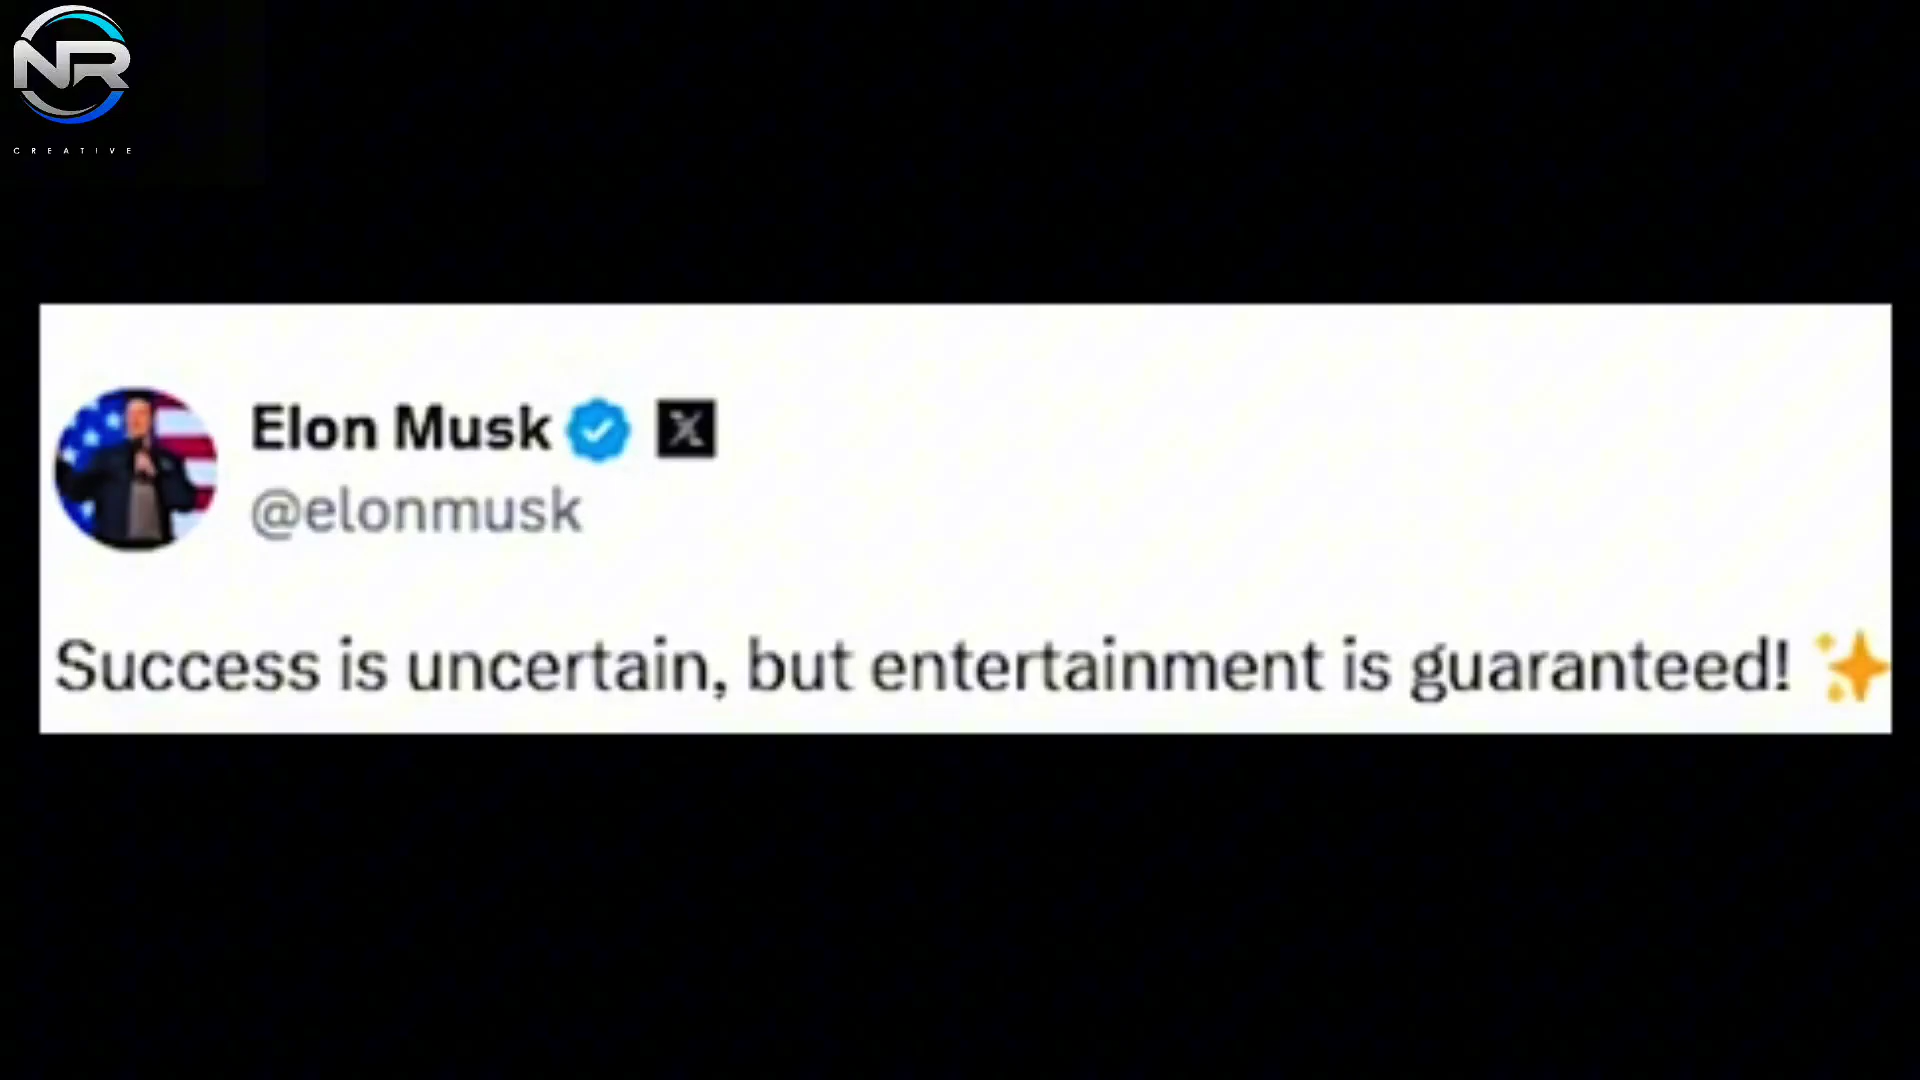 NR
CREATIVE
Elon Musk
@elonmusk
Success is uncertain, but entertainment is guaranteed! ✨